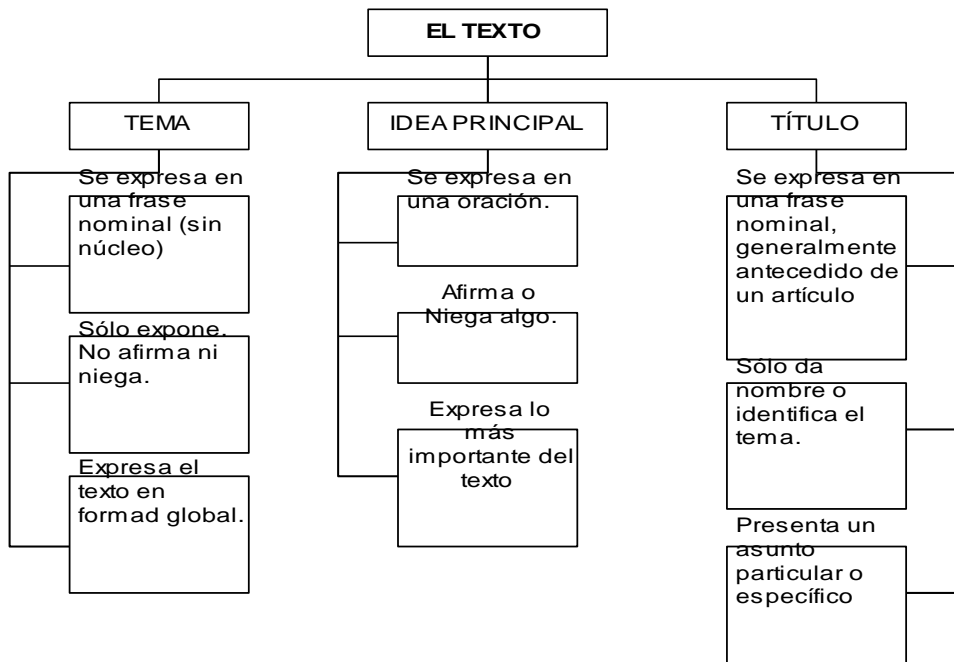 EL TEXTO
TEMA
Se expresa en
una frase
nominal (sin
núcleo)
Sólo expone.
No afirma ni
niega.
Expresa el
texto en
formad global.
IDEA PRINCIPAL
Se expresa en
una oración.
Afirma o
Niega algo.
Expresa lo
más
importante del
texto
TÍTULO
Se expresa en
una frase
nominal,
generalmente
antecedido de
un artículo
Sólo da
nombre o
identifica el
tema.
Presenta un
asunto
particular o
específico